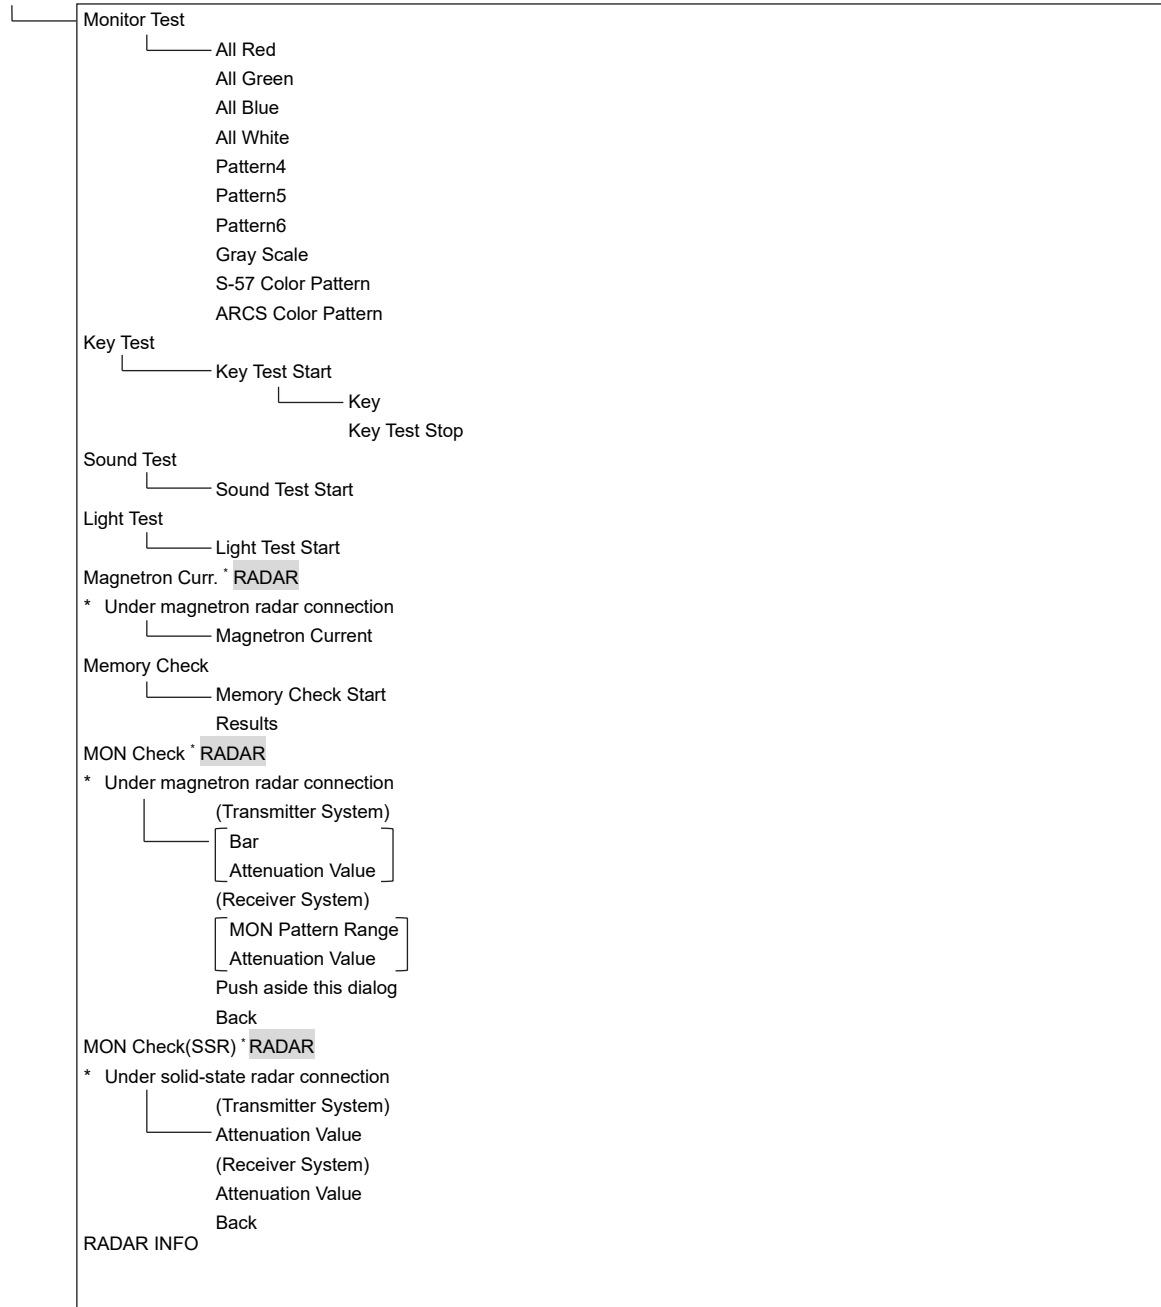 Monitor Test
All Red
All Green
All Blue
All White
Pattern4
Pattern5
Pattern6
Gray Scale
S-57 Color Pattern
ARCS Color Pattern
Key Test
Key Test Start
Key
Key Test Stop
Sound Test
Sound Test Start
Light Test
Light Test Start
Magnetron Curr. * RADAR
* Under magnetron radar connection
Magnetron Current
Memory Check
Memory Check Start
Results
MON Check * RADAR
* Under magnetron radar connection
(Transmitter System)
Bar
Attenuation Value
(Receiver System)
MON Pattern Range
Attenuation Value
Push aside this dialog
Back
MON Check(SSR) * RADAR
* Under solid-state radar connection
(Transmitter System)
Attenuation Value
(Receiver System)
Attenuation Value
Back
RADAR INFO